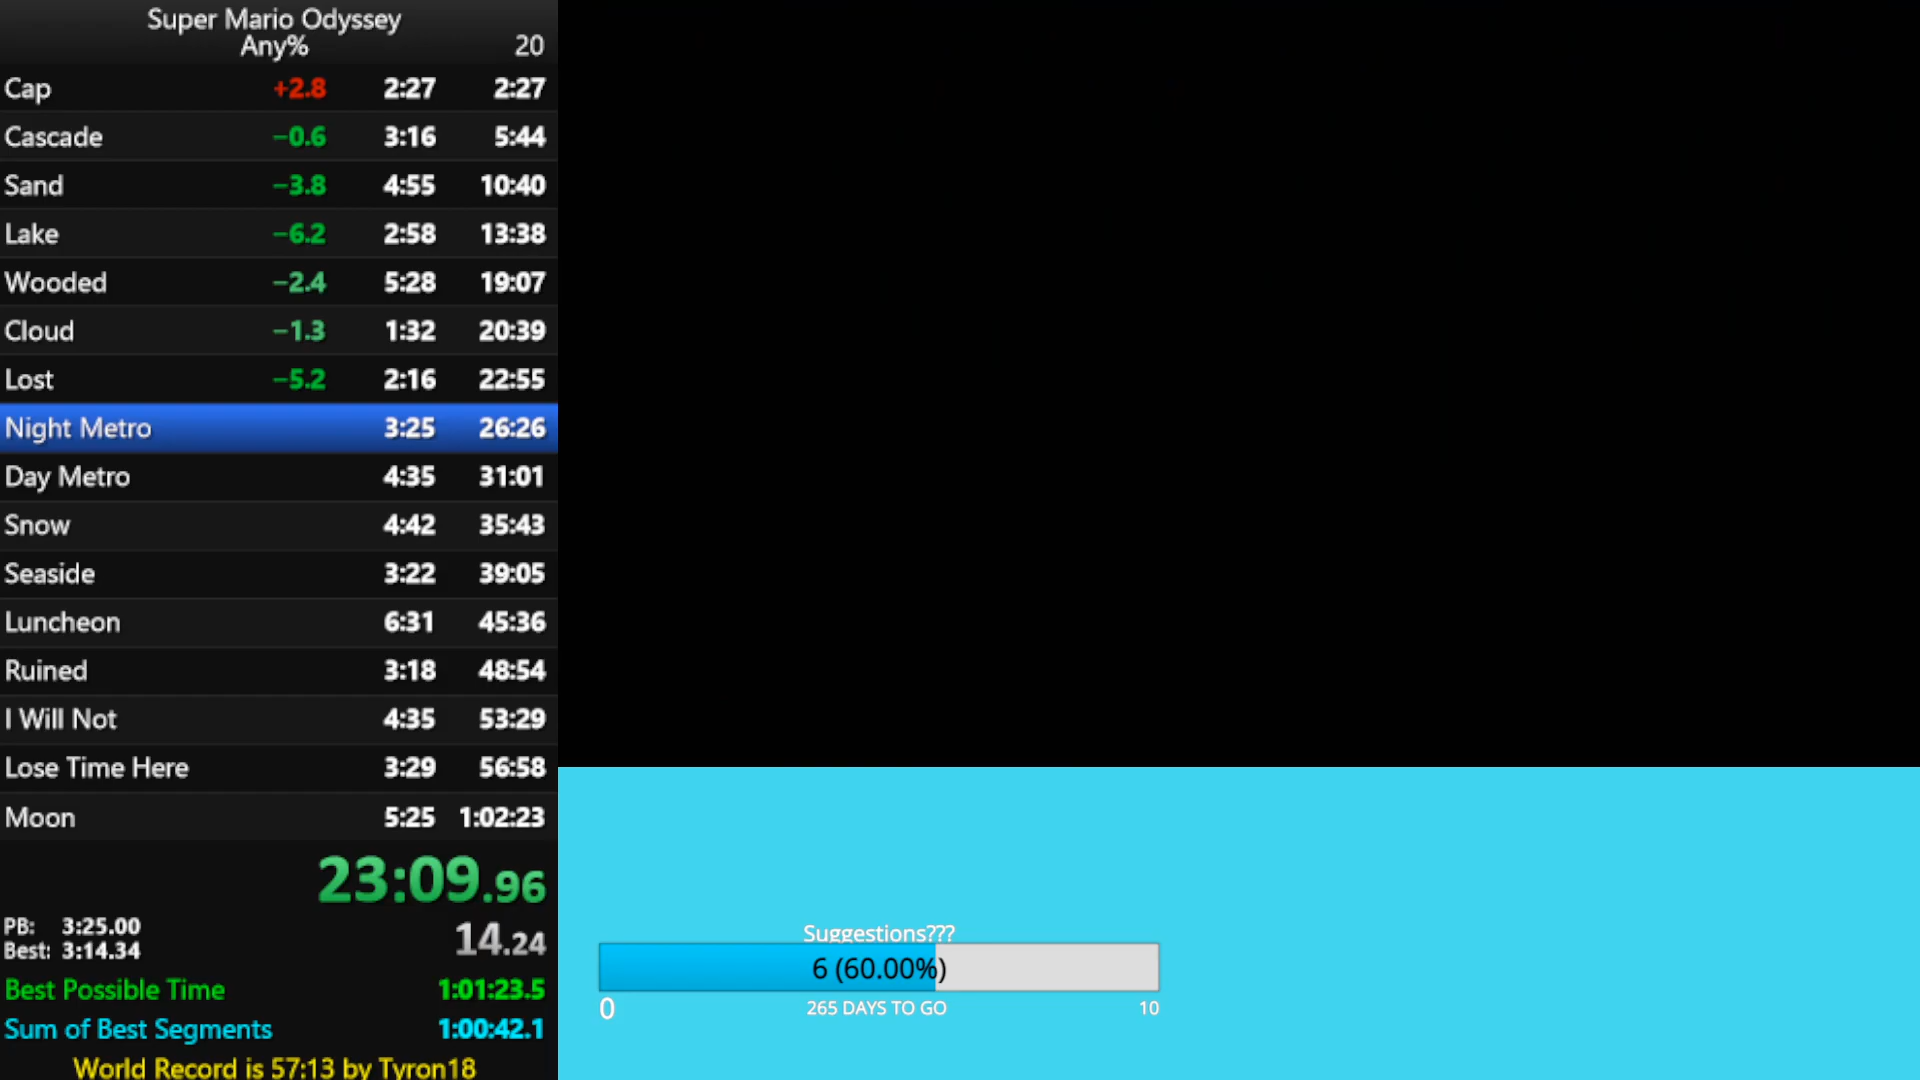 Super Mario Odyssey
Any% 20
Cap +2.8 2:27 2:27
Cascade −0.6 3:16 5:44
Sand −3.8 4:55 10:40
Lake −6.2 2:58 13:38
Wooded −2.4 5:28 19:07
Cloud −1.3 1:32 20:39
Lost −5.2 2:16 22:55
Night Metro 3:25 26:26
Day Metro 4:35 31:01
Snow 4:42 35:43
Seaside 3:22 39:05
Luncheon 6:31 45:36
Ruined 3:18 48:54
I Will Not 4:35 53:29
Lose Time Here 3:29 56:58
Moon 5:25 1:02:23
23:09.96
PB: 3:25.00
Best: 3:14.34
14.24
Best Possible Time 1:01:23.5
Sum of Best Segments 1:00:42.1
World Record is 57:13 by Tyron18
Suggestions???
6 (60.00%)
0 265 DAYS TO GO 10